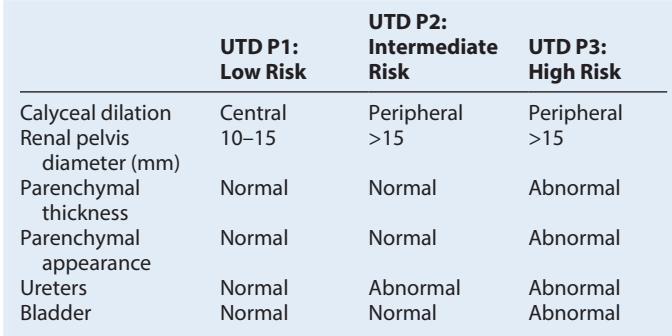 UTD P1: Low Risk	UTD P2: Intermediate Risk	UTD P3: High Risk
Calyceal dilation	Central	Peripheral	Peripheral
Renal pelvis diameter (mm)	10–15	>15	>15
Parenchymal thickness	Normal	Normal	Abnormal
Parenchymal appearance	Normal	Normal	Abnormal
Ureters	Normal	Abnormal	Abnormal
Bladder	Normal	Normal	Abnormal